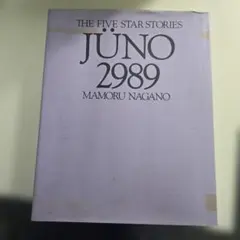 THE FIVE STAR STORIES
JÜNO
2989
MAMORU NAGANO